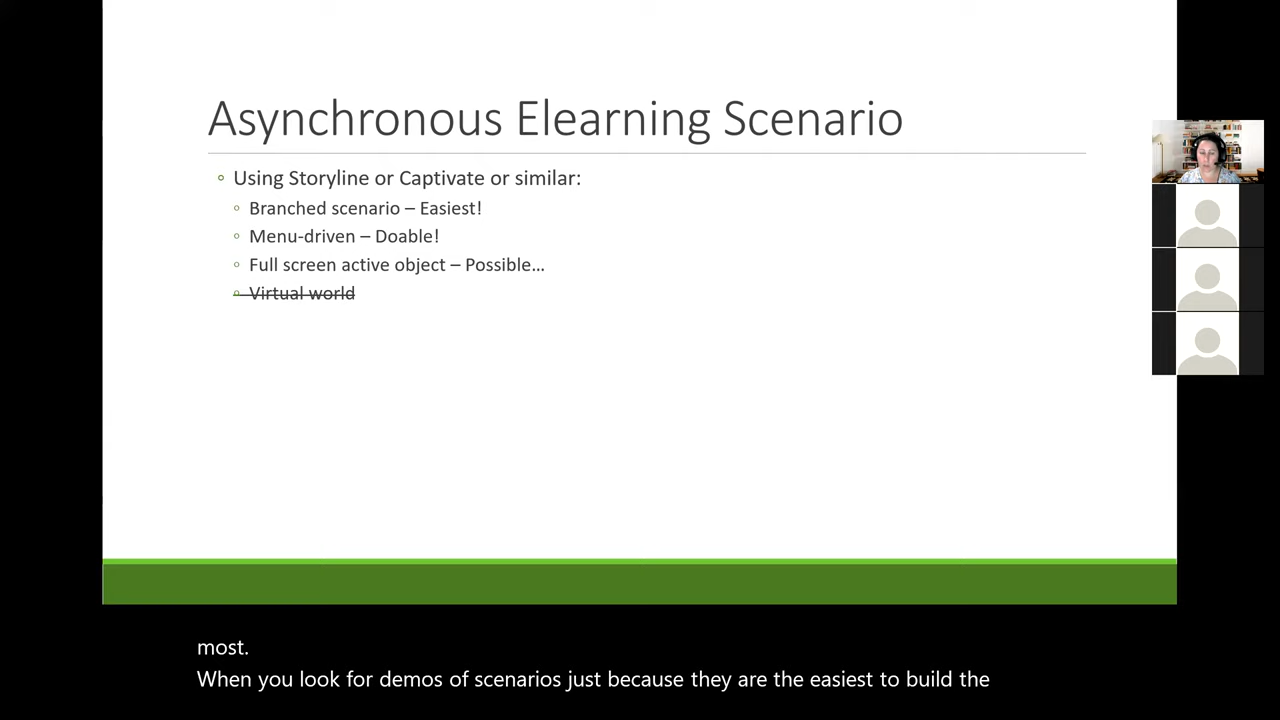 Asynchronous Elearning Scenario
Using Storyline or Captivate or similar:
Branched scenario – Easiest!
Menu-driven – Doable!
Full screen active object – Possible…
Virtual world
most.
When you look for demos of scenarios just because they are the easiest to build the